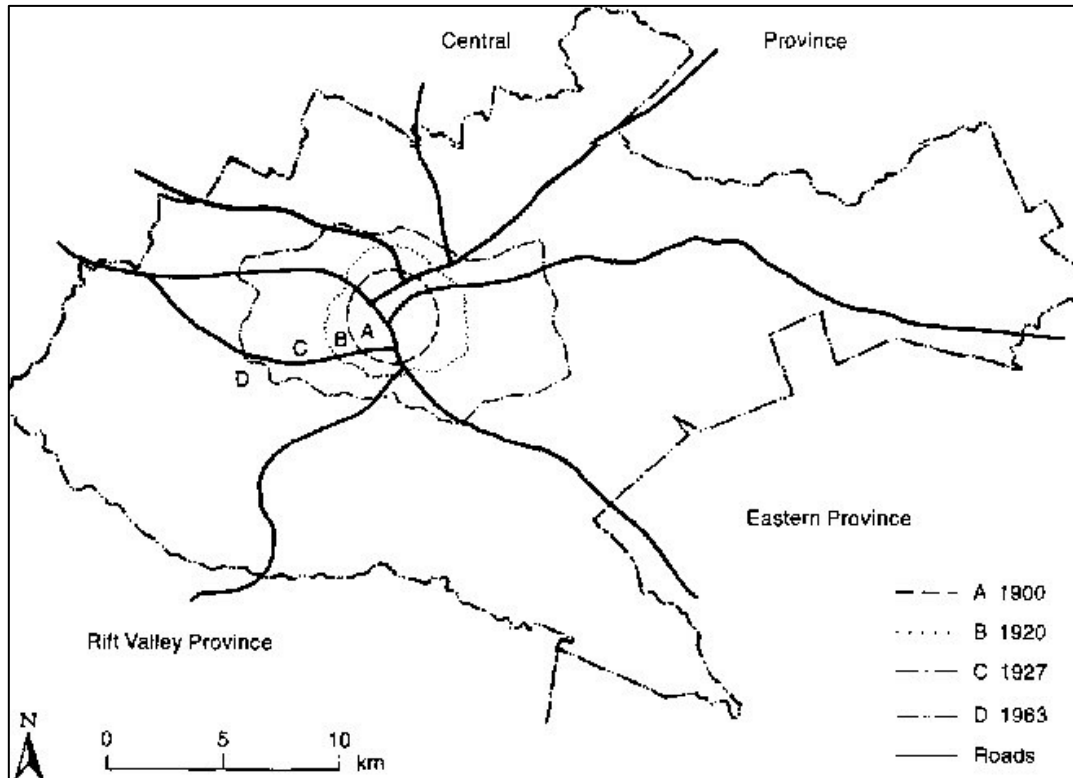 Central Province
A
B
C
D
Eastern Province
Rift Valley Province
A 1900
B 1920
C 1927
D 1963
Roads
N
0 5 10
km